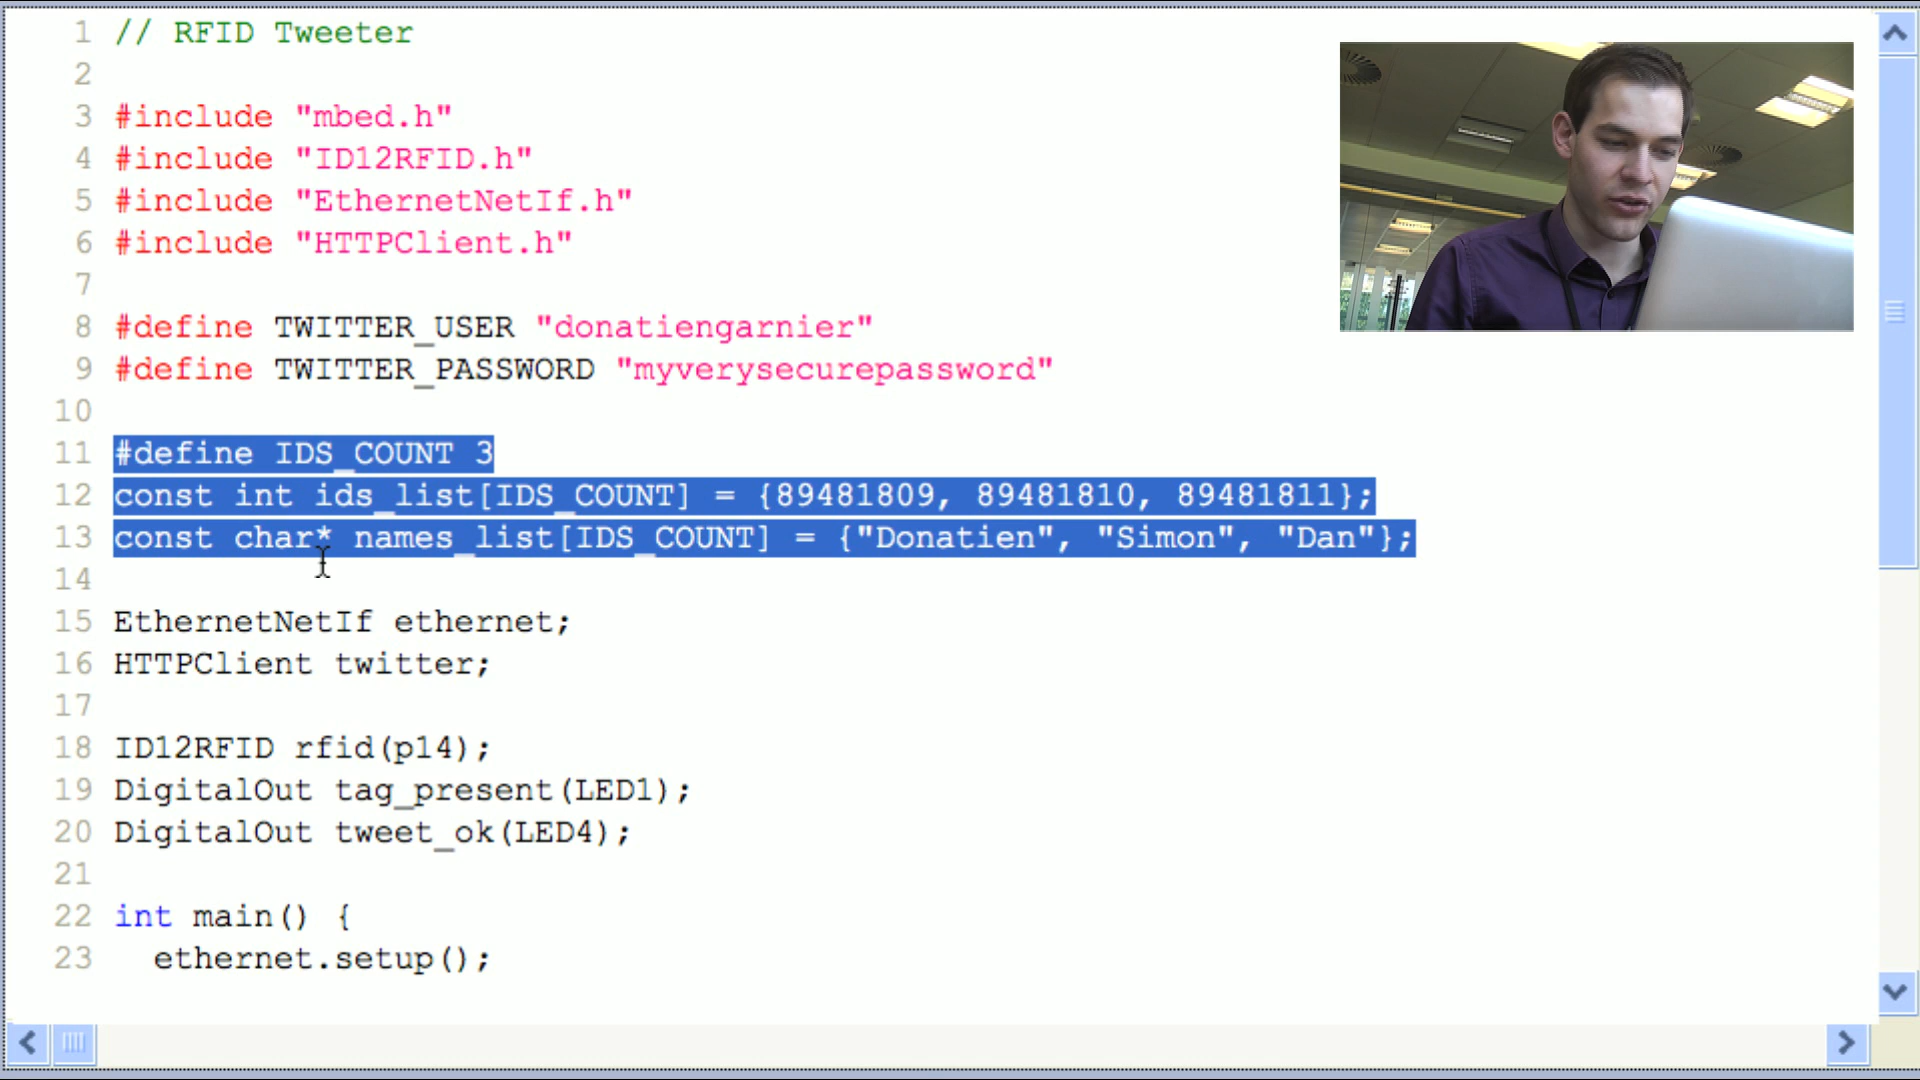 1 // RFID Tweeter
2
3 #include "mbed.h"
4 #include "ID12RFID.h"
5 #include "EthernetNetIf.h"
6 #include "HTTPClient.h"
7
8 #define TWITTER_USER "donatiengarnier"
9 #define TWITTER_PASSWORD "myverysecurepassword"
10
11 #define IDS_COUNT 3
12 const int ids_list[IDS_COUNT] = {89481809, 89481810, 89481811};
13 const char* names_list[IDS_COUNT] = {"Donatien", "Simon", "Dan"};
14
15 EthernetNetIf ethernet;
16 HTTPClient twitter;
17
18 ID12RFID rfid(p14);
19 DigitalOut tag_present(LED1);
20 DigitalOut tweet_ok(LED4);
21
22 int main() {
23   ethernet.setup();